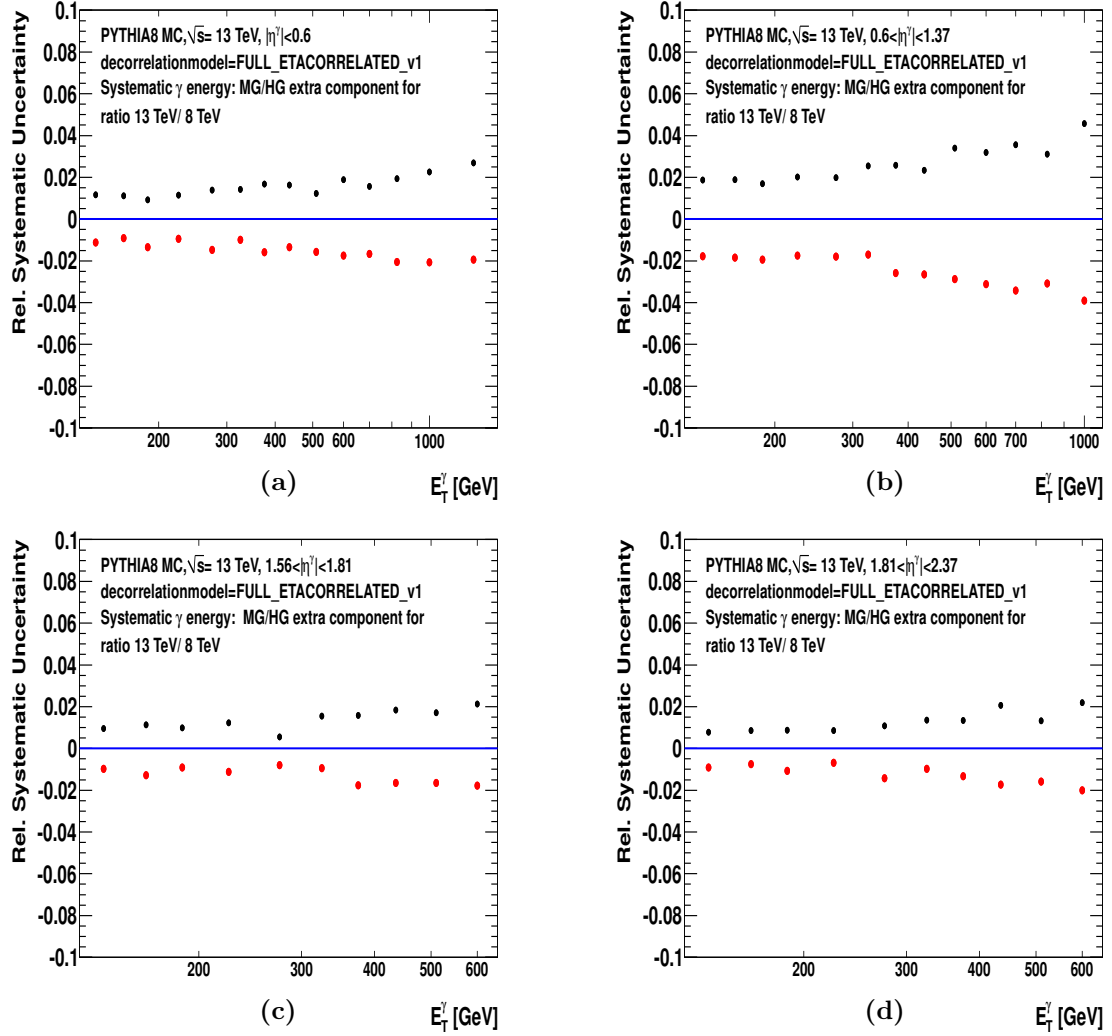 PYTHIA8 MC,√s= 13 TeV, |η^γ|<0.6
decorrelationmodel=FULL_ETACORRELATED_v1
Systematic γ energy: MG/HG extra component for
ratio 13 TeV/ 8 TeV
Rel. Systematic Uncertainty
0.1
0.08
0.06
0.04
0.02
0
-0.02
-0.04
-0.06
-0.08
-0.1
200 300 400 500 600 1000
E_T^γ [GeV]
(a)
PYTHIA8 MC,√s= 13 TeV, 0.6<|η^γ|<1.37
decorrelationmodel=FULL_ETACORRELATED_v1
Systematic γ energy: MG/HG extra component for
ratio 13 TeV/ 8 TeV
Rel. Systematic Uncertainty
0.1
0.08
0.06
0.04
0.02
0
-0.02
-0.04
-0.06
-0.08
-0.1
200 300 400 500 600 700 1000
E_T^γ [GeV]
(b)
PYTHIA8 MC,√s= 13 TeV, 1.56<|η^γ|<1.81
decorrelationmodel=FULL_ETACORRELATED_v1
Systematic γ energy: MG/HG extra component for
ratio 13 TeV/ 8 TeV
Rel. Systematic Uncertainty
0.1
0.08
0.06
0.04
0.02
0
-0.02
-0.04
-0.06
-0.08
-0.1
200 300 400 500 600
E_T^γ [GeV]
(c)
PYTHIA8 MC,√s= 13 TeV, 1.81<|η^γ|<2.37
decorrelationmodel=FULL_ETACORRELATED_v1
Systematic γ energy: MG/HG extra component for
ratio 13 TeV/ 8 TeV
Rel. Systematic Uncertainty
0.1
0.08
0.06
0.04
0.02
0
-0.02
-0.04
-0.06
-0.08
-0.1
200 300 400 500 600
E_T^γ [GeV]
(d)